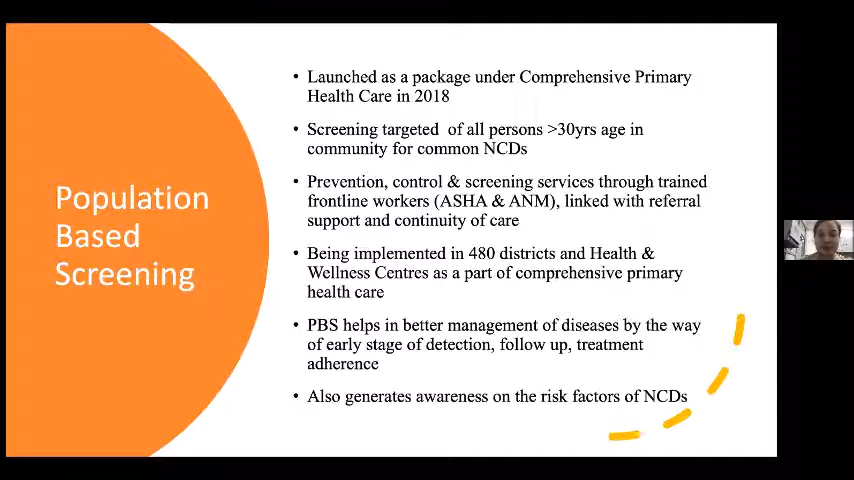 Population
Based
Screening
• Launched as a package under Comprehensive Primary
Health Care in 2018
• Screening targeted of all persons >30yrs age in
community for common NCDs
• Prevention, control & screening services through trained
frontline workers (ASHA & ANM), linked with referral
support and continuity of care
• Being implemented in 480 districts and Health &
Wellness Centres as a part of comprehensive primary
health care
• PBS helps in better management of diseases by the way
of early stage of detection, follow up, treatment
adherence
• Also generates awareness on the risk factors of NCDs